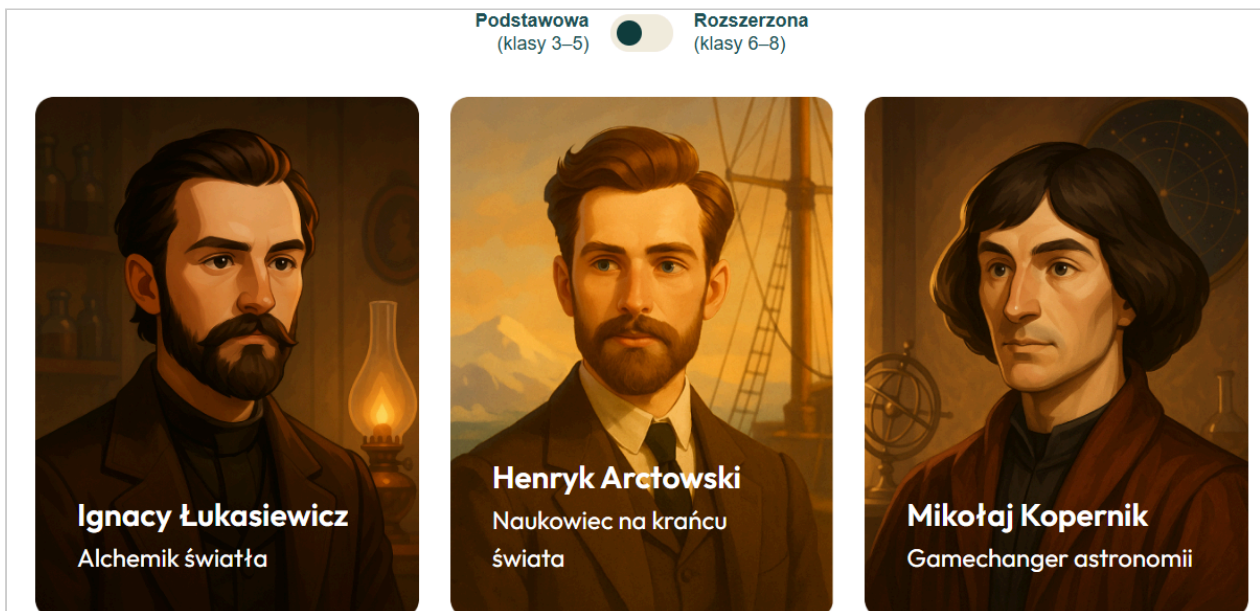 Podstawowa
(klasy 3–5)
Rozszerzona
(klasy 6–8)
Ignacy Łukasiewicz
Alchemik światła
Henryk Arctowski
Naukowiec na krańcu
świata
Mikołaj Kopernik
Gamechanger astronomii